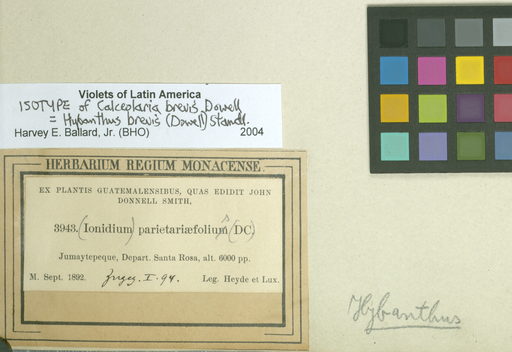 Violets of Latin America
ISOTYPE of Calceolaria brevis Dowell
= Hybanthus brevis (Dowell) Standl.
Harvey E. Ballard, Jr. (BHO) 2004
HERBARIUM REGIUM MONACENSE.
EX PLANTIS GUATEMALENSIBUS, QUAS EDIDIT JOHN
DONNELL SMITH,
3943. (Ionidium) parietariæfolium (DC)
Jumaytepeque, Depart. Santa Rosa, alt. 6000 pp.
M. Sept. 1892. I. 94. Leg. Heyde et Lux.
Hybanthus